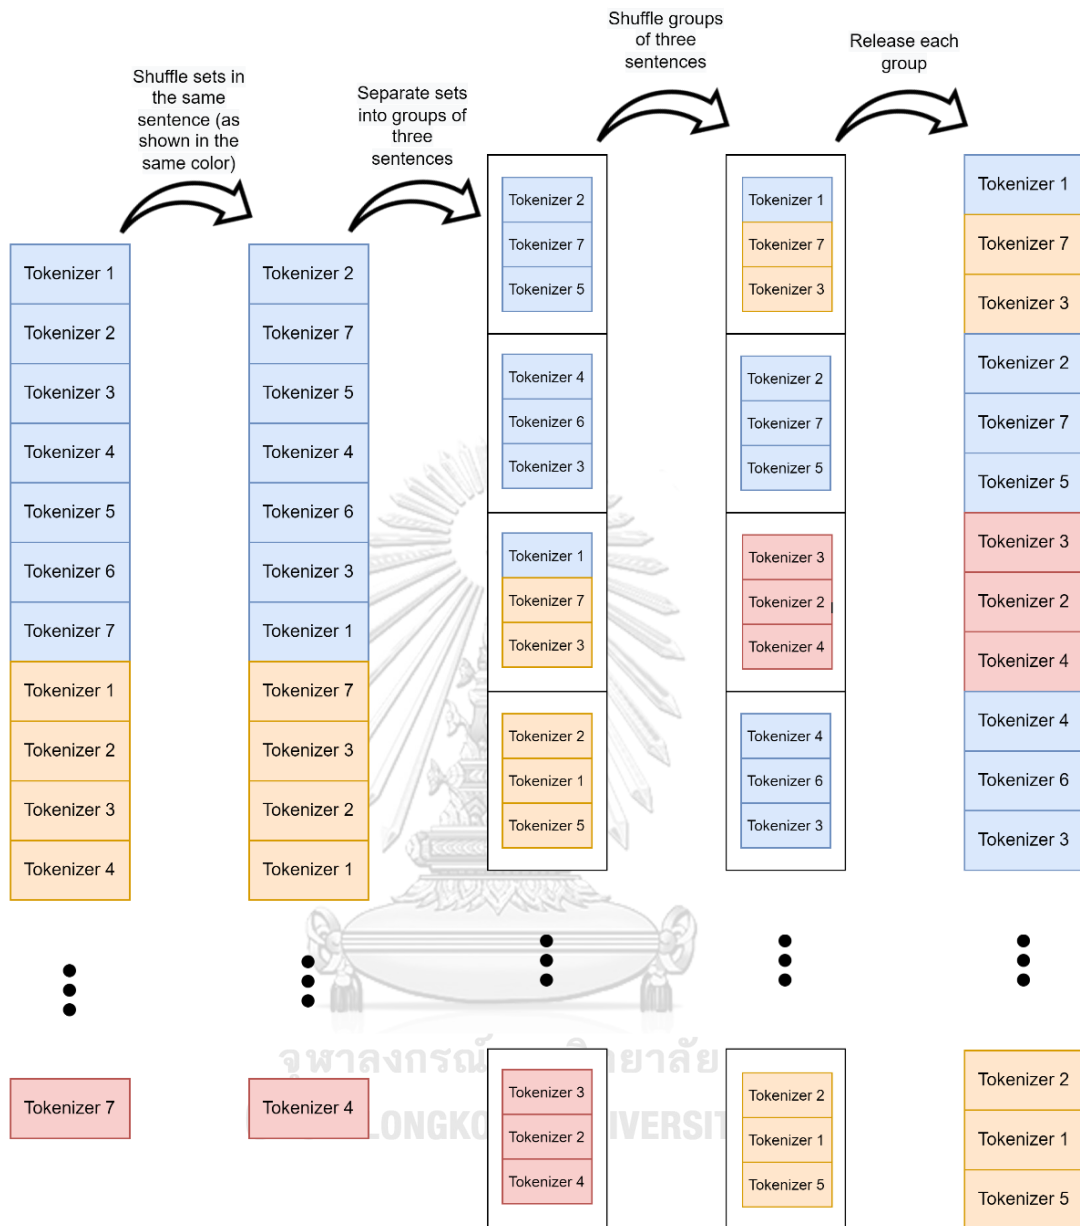 Shuffle groups
of three
sentences
Release each
group
Shuffle sets in
the same
sentence (as
shown in the
same color)
Separate sets
into groups of
three
sentences
Tokenizer 1
Tokenizer 2
Tokenizer 3
Tokenizer 4
Tokenizer 5
Tokenizer 6
Tokenizer 7
Tokenizer 1
Tokenizer 2
Tokenizer 3
Tokenizer 4
Tokenizer 7
Tokenizer 2
Tokenizer 7
Tokenizer 5
Tokenizer 4
Tokenizer 6
Tokenizer 3
Tokenizer 1
Tokenizer 7
Tokenizer 3
Tokenizer 2
Tokenizer 1
Tokenizer 4
Tokenizer 2
Tokenizer 7
Tokenizer 5
Tokenizer 4
Tokenizer 6
Tokenizer 3
Tokenizer 1
Tokenizer 7
Tokenizer 3
Tokenizer 2
Tokenizer 1
Tokenizer 5
Tokenizer 3
Tokenizer 2
Tokenizer 4
Tokenizer 1
Tokenizer 7
Tokenizer 3
Tokenizer 2
Tokenizer 7
Tokenizer 5
Tokenizer 3
Tokenizer 2
Tokenizer 4
Tokenizer 4
Tokenizer 6
Tokenizer 3
Tokenizer 2
Tokenizer 1
Tokenizer 5
Tokenizer 1
Tokenizer 7
Tokenizer 3
Tokenizer 2
Tokenizer 7
Tokenizer 5
Tokenizer 3
Tokenizer 2
Tokenizer 4
Tokenizer 4
Tokenizer 6
Tokenizer 3
Tokenizer 2
Tokenizer 1
Tokenizer 5
จุฬาลงกรณ์